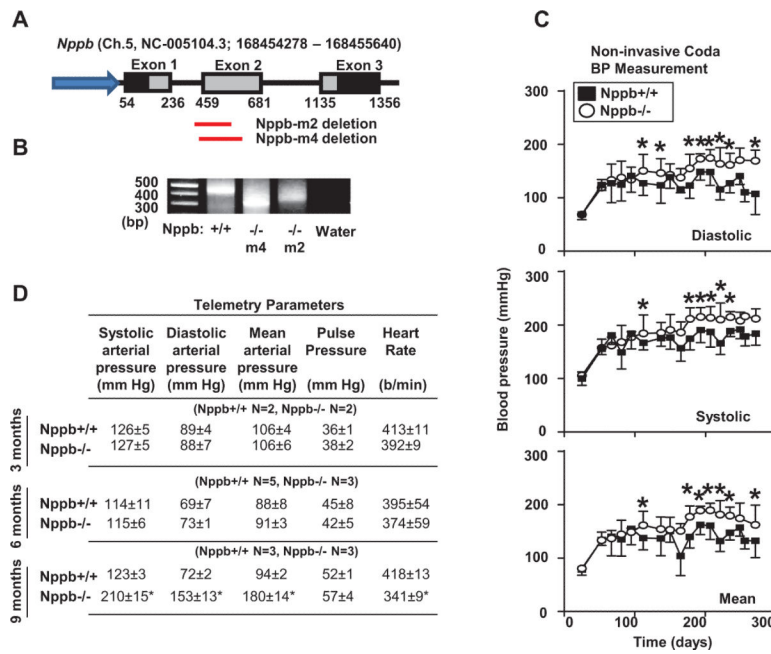 A
Nppb (Ch.5, NC-005104.3; 168454278 – 168455640)
Exon 1 Exon 2 Exon 3
54 236 459 681 1135 1356
Nppb-m2 deletion
Nppb-m4 deletion
B
500
400
300
(bp)
Nppb: +/+ -/- -/- Water
m4 m2
D
Telemetry Parameters
Systolic Diastolic Mean Pulse Heart
arterial arterial arterial Pressure Rate
pressure pressure pressure
(mm Hg) (mm Hg) (mm Hg) (mm Hg) (b/min)
3 months
(Nppb+/+ N=2, Nppb-/- N=2)
Nppb+/+ 126±5 89±4 106±4 36±1 413±11
Nppb-/- 127±5 88±7 106±6 38±2 392±9
6 months
(Nppb+/+ N=5, Nppb-/- N=3)
Nppb+/+ 114±11 69±7 88±8 45±8 395±54
Nppb-/- 115±6 73±1 91±3 42±5 374±59
9 months
(Nppb+/+ N=3, Nppb-/- N=3)
Nppb+/+ 123±3 72±2 94±2 52±1 418±13
Nppb-/- 210±15* 153±13* 180±14* 57±4 341±9*
C
Non-invasive Coda
BP Measurement
Nppb+/+
Nppb-/-
300
200
100
0
* * * * * * * *
Diastolic
Blood pressure (mmHg)
300
200
100
0
* * * * * *
Systolic
300
200
100
0
* * * * * *
Mean
0 100 200 300
Time (days)